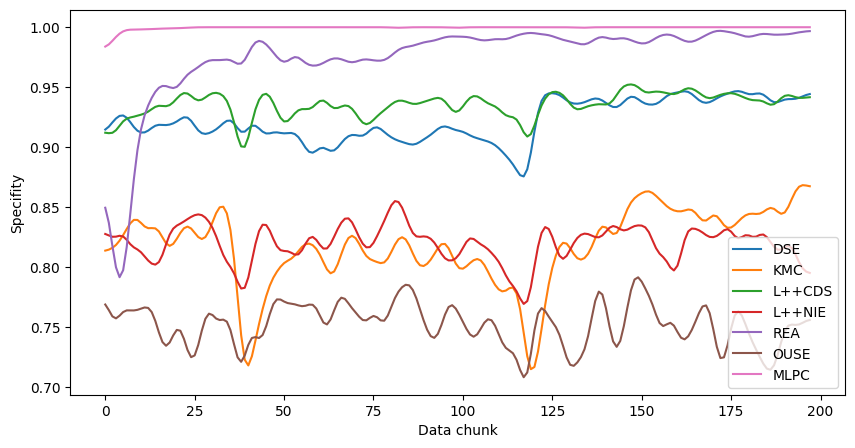 1.00
0.95
0.90
0.85
0.80
0.75
0.70
Specifity
0
25
50
75
100
125
150
175
200
Data chunk
DSE
KMC
L++CDS
L++NIE
REA
OUSE
MLPC